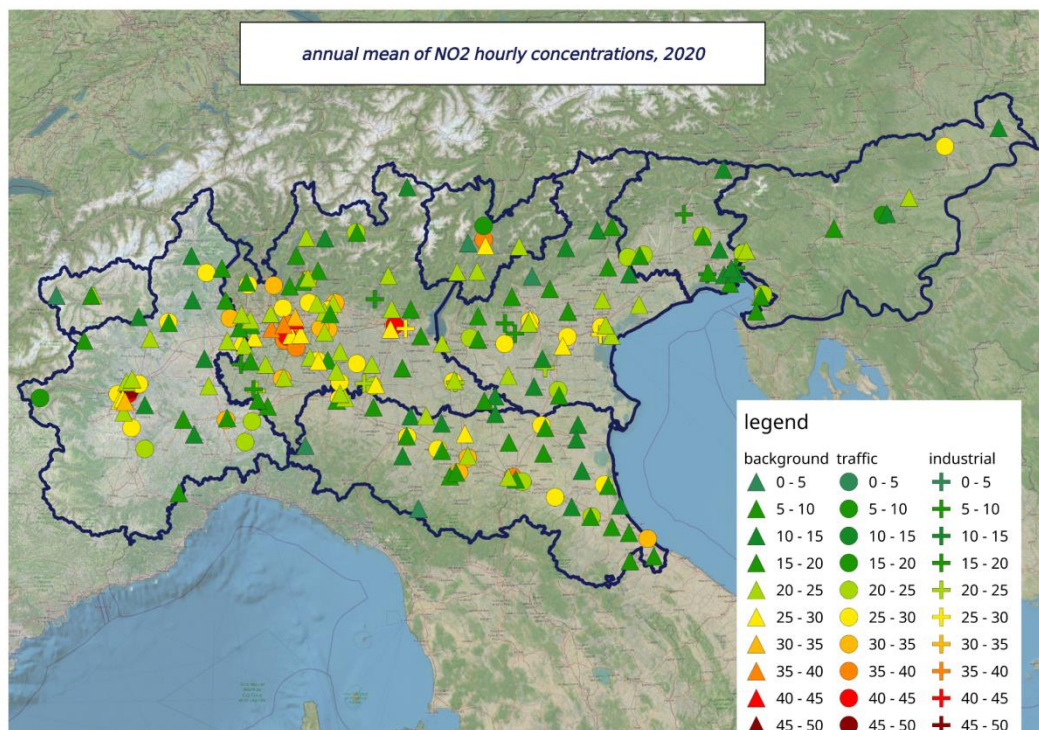 annual mean of NO2 hourly concentrations, 2020
legend
background traffic industrial
0 - 5 0 - 5 0 - 5
5 - 10 5 - 10 5 - 10
10 - 15 10 - 15 10 - 15
15 - 20 15 - 20 15 - 20
20 - 25 20 - 25 20 - 25
25 - 30 25 - 30 25 - 30
30 - 35 30 - 35 30 - 35
35 - 40 35 - 40 35 - 40
40 - 45 40 - 45 40 - 45
45 - 50 45 - 50 45 - 50